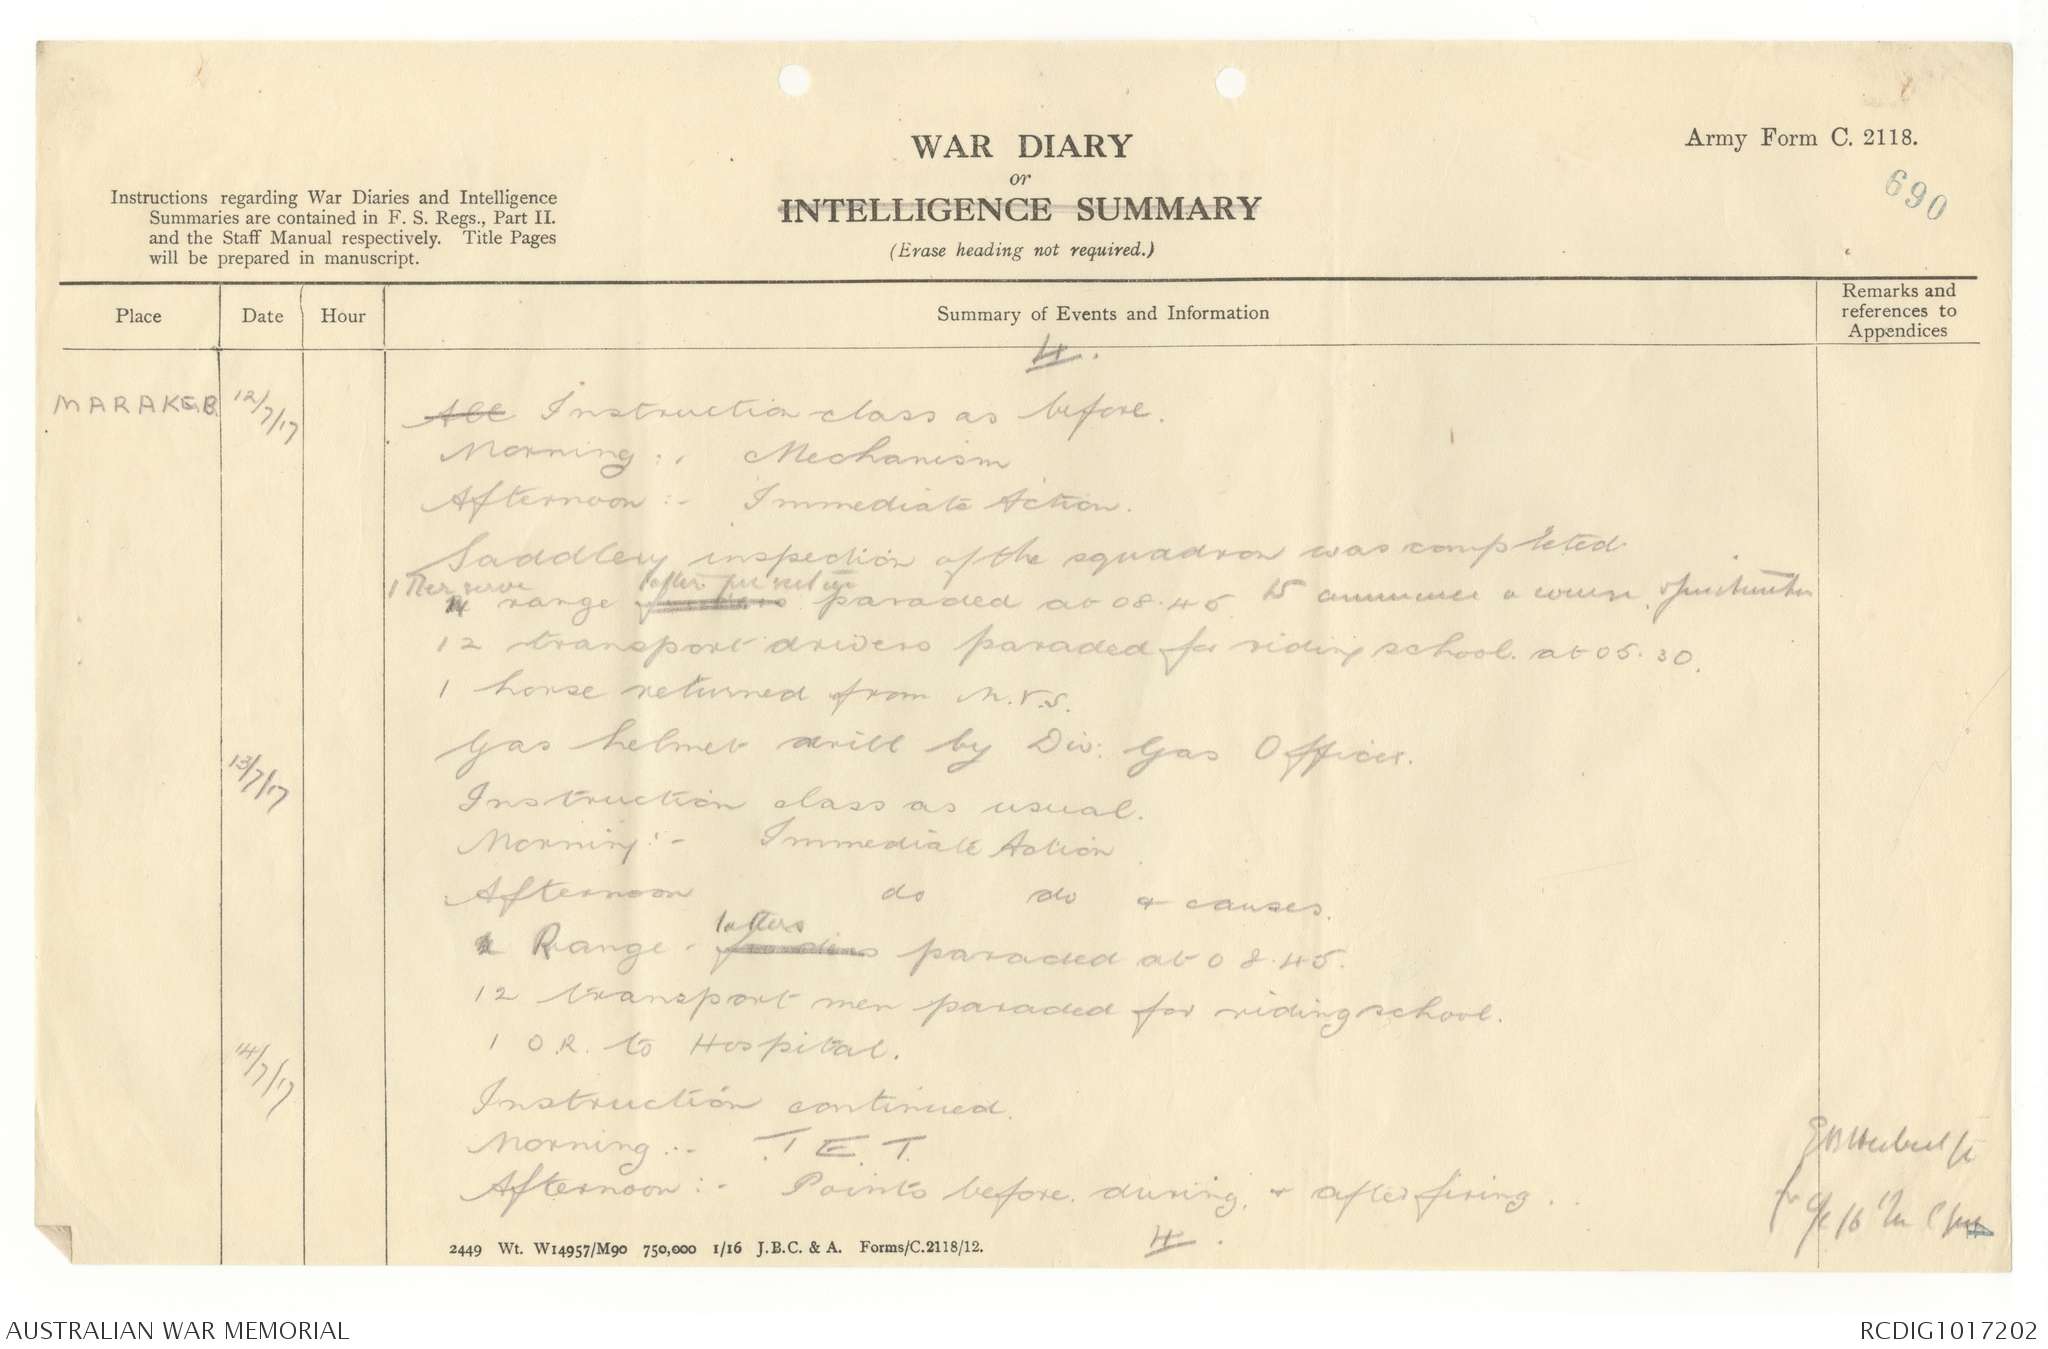 WAR DIARY
or
INTELLIGENCE SUMMARY
(Erase heading not required.)
Army Form C. 2118.
690
Instructions regarding War Diaries and Intelligence
Summaries are contained in F. S. Regs., Part II.
and the Staff Manual respectively. Title Pages
will be prepared in manuscript.
Place
Date
Hour
Summary of Events and Information
Remarks and
references to
Appendices
4.
MARAKEB.
12/7/17
Instruction class as before.
Morning :- Mechanism
Afternoon :- Immediate Action.
Saddlery inspection of the squadron was completed
range paraded at 08.45 to a course
12 transport drivers paraded for riding school at 05.30.
1 horse returned from M.V.S.
Gas helmet drill by Div: Gas Officer.
13/7/17
Instruction class as usual.
Morning :- Immediate Action
Afternoon do do & causes.
Range - takers paraded at 08.45.
12 transport men paraded for riding school.
1 O.R. to Hospital.
14/7/17
Instruction continued.
Morning :- T.E.T.
Afternoon :- Points before, during, & after firing.
4.
for
2449 Wt. W14957/M90 750,000 1/16 J.B.C. & A. Forms/C.2118/12.
AUSTRALIAN WAR MEMORIAL
RCDIG1017202